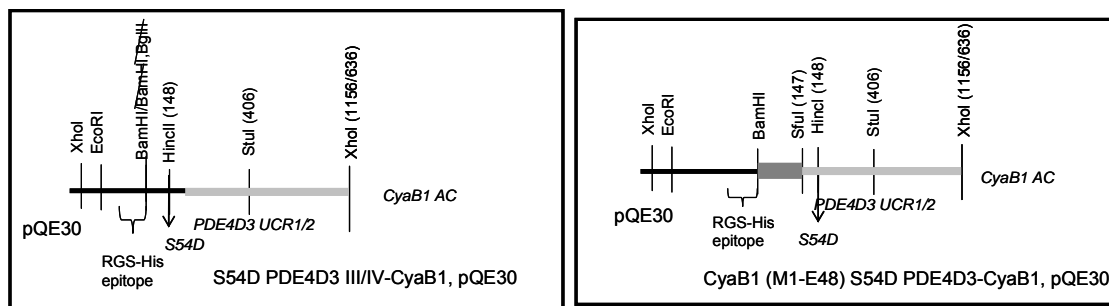 XhoI
EcoRI
BamHI/BamHI,BglII
HincII (148)
StuI (406)
XhoI (1156/636)
CyaB1 AC
pQE30
PDE4D3 UCR1/2
S54D
RGS-His
epitope
S54D PDE4D3 III/IV-CyaB1, pQE30
XhoI
EcoRI
BamHI
SfuI (147)
HincI (148)
StuI (406)
XhoI (1156/636)
CyaB1 AC
pQE30
PDE4D3 UCR1/2
RGS-His
epitope
S54D
CyaB1 (M1-E48) S54D PDE4D3-CyaB1, pQE30